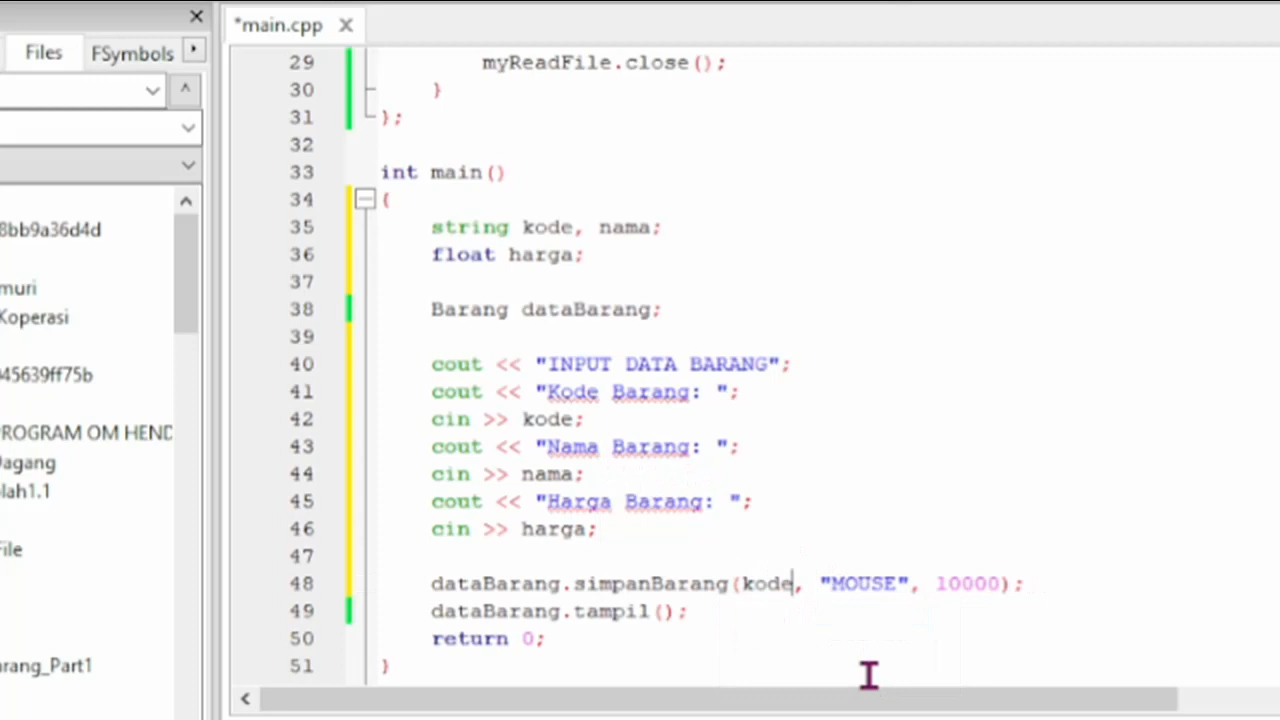 *main.cpp
Files
FSymbols
8bb9a36d4d
muri
Koperasi
945639ff75b
PROGRAM OM HEND
Dagang
olah1.1
File
arang_Part1
29 myReadFile.close();
30 }
31 };
32
33 int main()
34 {
35 string kode, nama;
36 float harga;
37
38 Barang dataBarang;
39
40 cout << "INPUT DATA BARANG";
41 cout << "Kode Barang: ";
42 cin >> kode;
43 cout << "Nama Barang: ";
44 cin >> nama;
45 cout << "Harga Barang: ";
46 cin >> harga;
47
48 dataBarang.simpanBarang(kode, "MOUSE", 10000);
49 dataBarang.tampil();
50 return 0;
51 }